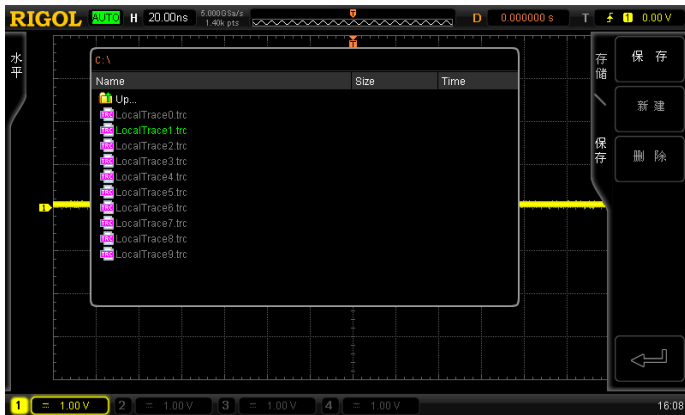 RIGOL AUTO H 20.00ns 5.000GSa/s D 0.000000 s T 1 0.00 V
1.40k pts
T
水平
C:\
Name Size Time
Up...
LocalTrace0.trc
LocalTrace1.trc
LocalTrace2.trc
LocalTrace3.trc
LocalTrace4.trc
LocalTrace5.trc
LocalTrace6.trc
LocalTrace7.trc
LocalTrace8.trc
LocalTrace9.trc
1
存储
保存
保 存
新 建
删 除
1 = 1.00 V 2 = 1.00 V 3 = 1.00 V 4 = 1.00 V 16:08